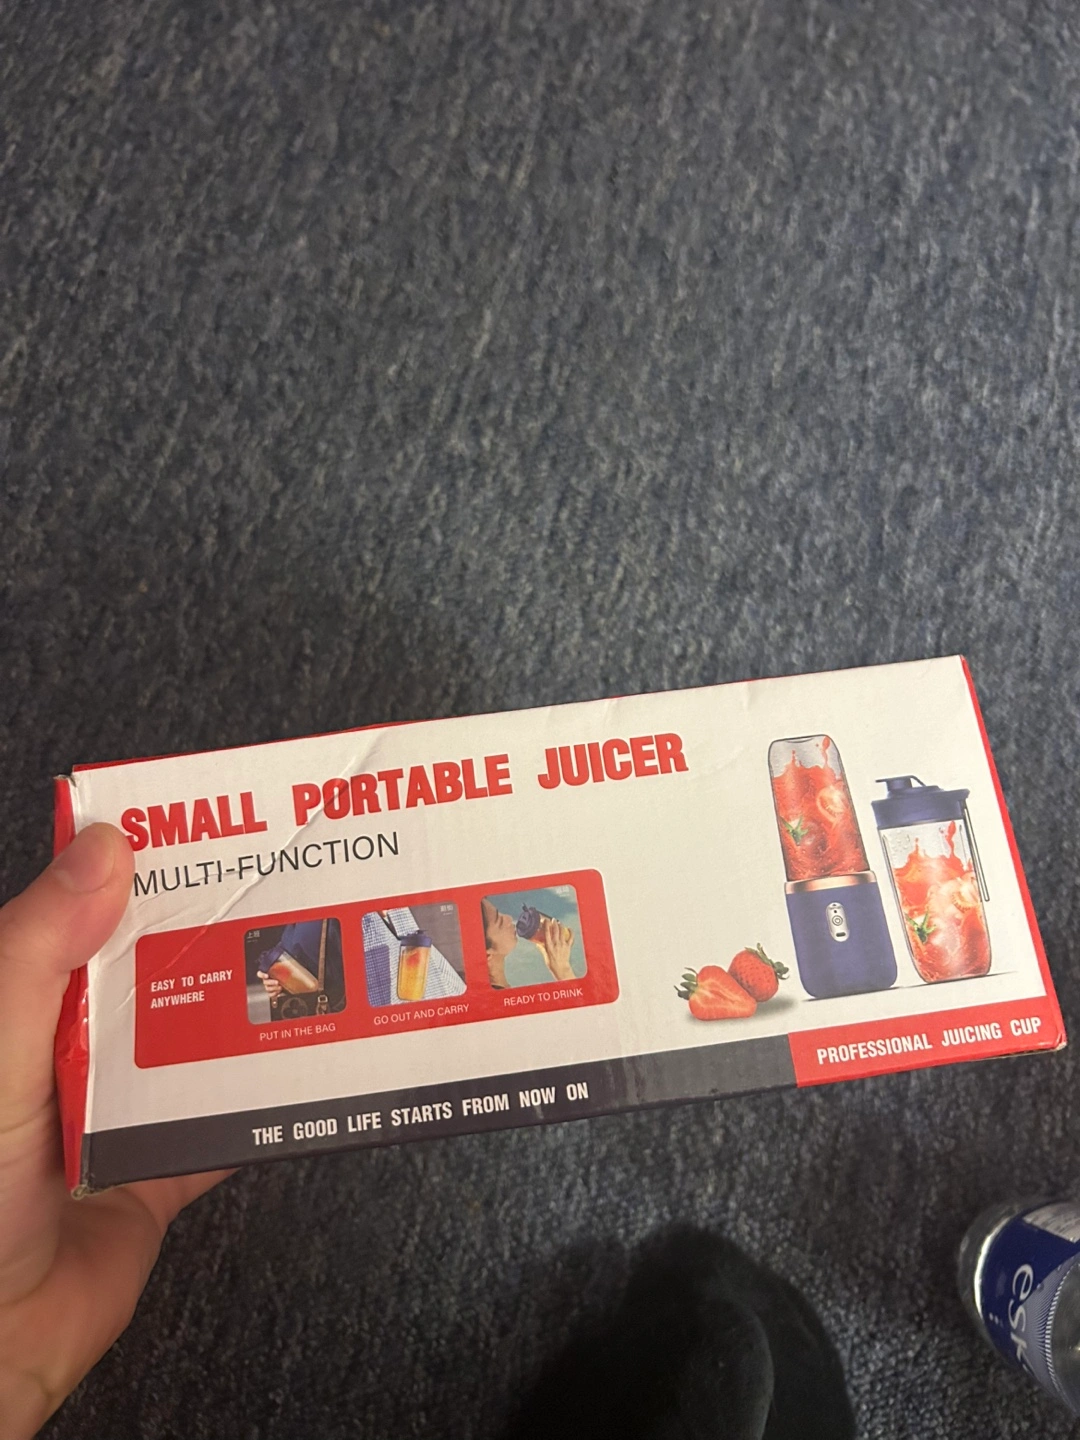 SMALL PORTABLE JUICER
MULTI-FUNCTION
EASY TO CARRY
ANYWHERE
PUT IN THE BAG
GO OUT AND CARRY
READY TO DRINK
PROFESSIONAL JUICING CUP
THE GOOD LIFE STARTS FROM NOW ON